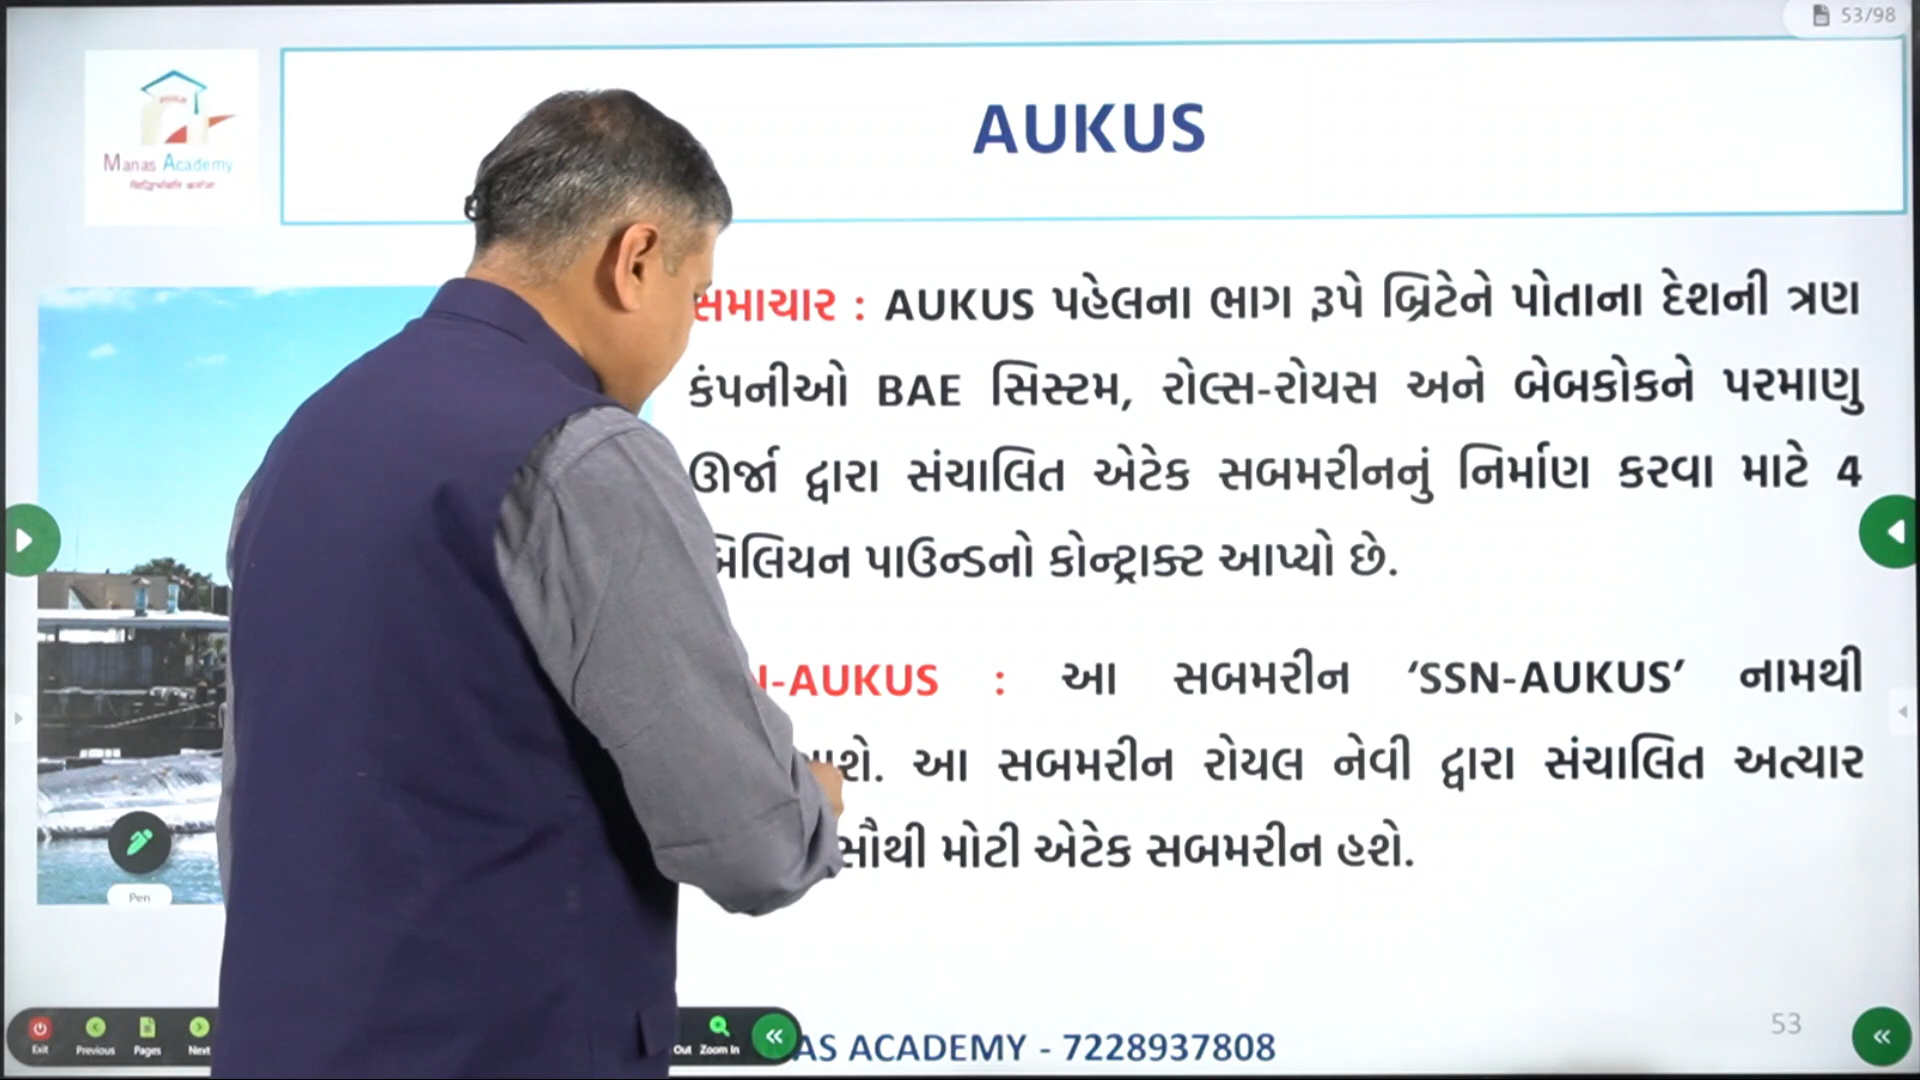 53/98
Manas Academy
AUKUS
સમાચાર : AUKUS પહેલના ભાગ રૂપે બ્રિટેને પોતાના દેશની ત્રણ
કંપનીઓ BAE સિસ્ટમ, રોલ્સ-રોયસ અને બેબકોકને પરમાણુ
ઊર્જા દ્વારા સંચાલિત એટેક સબમરીનનું નિર્માણ કરવા માટે 4
બિલિયન પાઉન્ડનો કોન્ટ્રાક્ટ આપ્યો છે.
-AUKUS : આ સબમરીન ‘SSN-AUKUS’ નામથી
આ સબમરીન રોયલ નેવી દ્વારા સંચાલિત અત્યાર
સૌથી મોટી એટેક સબમરીન હશે.
Pen
53
Exit Previous Pages Next Out Zoom In
ACADEMY - 7228937808